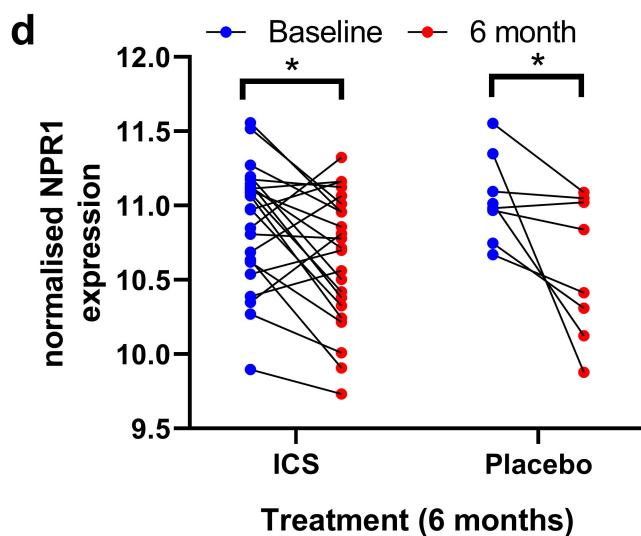 d
Baseline 6 month
* *
12.0
11.5
11.0
10.5
10.0
9.5
normalised NPR1
expression
ICS Placebo
Treatment (6 months)